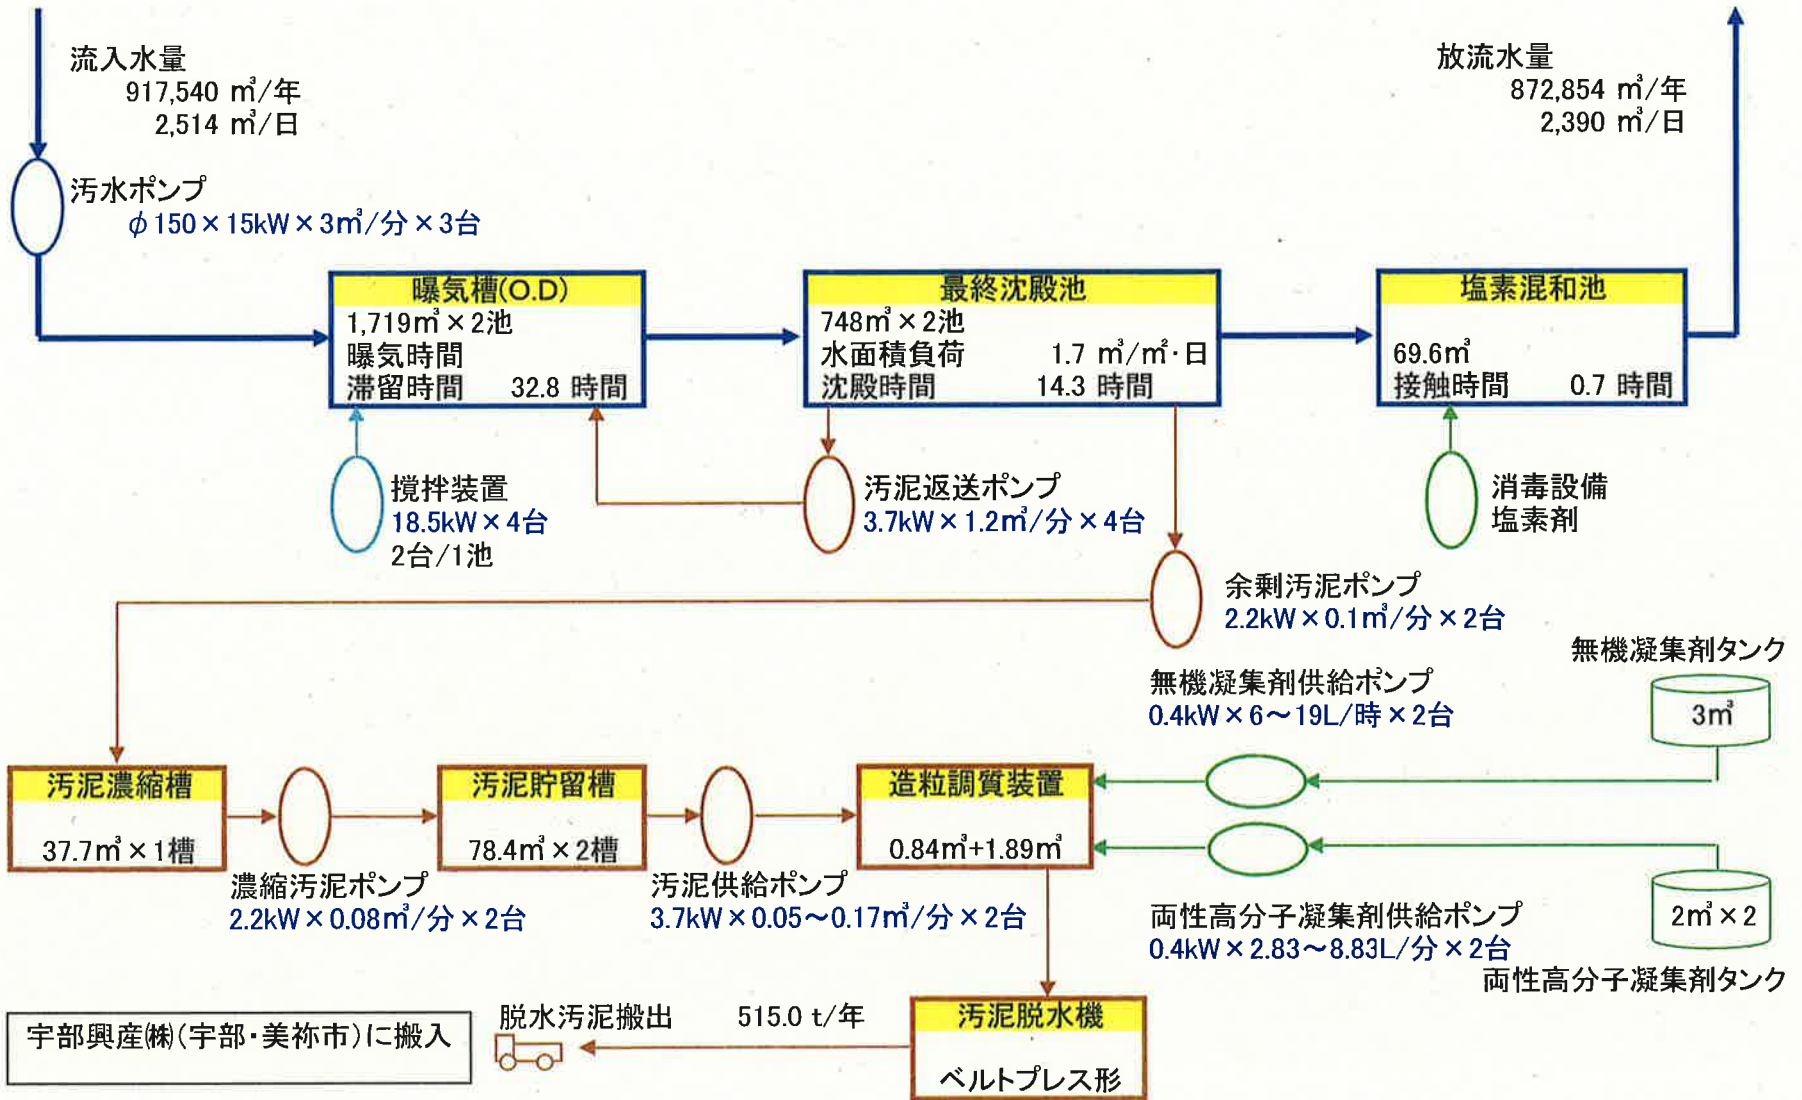 流入水量
917,540 ㎥/年
2,514 ㎥/日
放流水量
872,854 ㎥/年
2,390 ㎥/日
汚水ポンプ
φ150×15kW×3㎥/分×3台
曝気槽(O.D)
1,719㎥×2池
曝気時間
滞留時間 32.8 時間
最終沈殿池
748㎥×2池
水面積負荷 1.7 ㎥/㎡・日
沈殿時間 14.3 時間
塩素混和池
69.6㎥
接触時間 0.7 時間
撹拌装置
18.5kW×4台
2台/1池
汚泥返送ポンプ
3.7kW×1.2㎥/分×4台
消毒設備
塩素剤
余剰汚泥ポンプ
2.2kW×0.1㎥/分×2台
無機凝集剤タンク
3㎥
無機凝集剤供給ポンプ
0.4kW×6～19L/時×2台
汚泥濃縮槽
37.7㎥×1槽
濃縮汚泥ポンプ
2.2kW×0.08㎥/分×2台
汚泥貯留槽
78.4㎥×2槽
汚泥供給ポンプ
3.7kW×0.05～0.17㎥/分×2台
造粒調質装置
0.84㎥+1.89㎥
両性高分子凝集剤供給ポンプ
0.4kW×2.83～8.83L/分×2台
2㎥×2
両性高分子凝集剤タンク
汚泥脱水機
ベルトプレス形
脱水汚泥搬出 515.0 t/年
宇部興産㈱(宇部・美祢市)に搬入